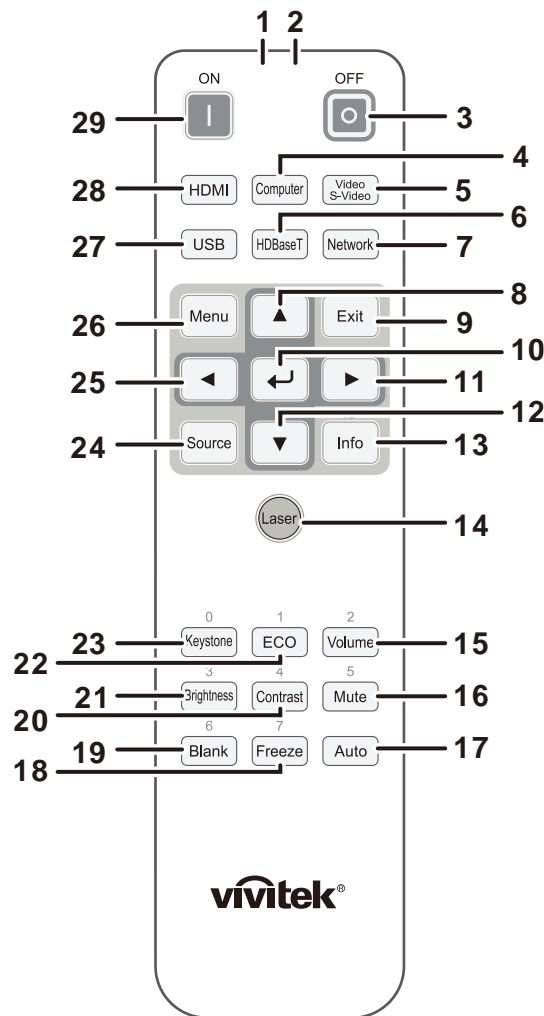 1 2
ON OFF
29 3
4
28 HDMI Computer Video
S-Video 5
6
27 USB HDBaseT Network 7
8
26 Menu Exit 9
10
25 11
12
24 Source Info 13
Laser
14
0 1 2
23 Keystone ECO Volume 15
22
3 4 5
21 Brightness Contrast Mute 16
20
6 7
19 Blank Freeze Auto 17
18
vivitek®